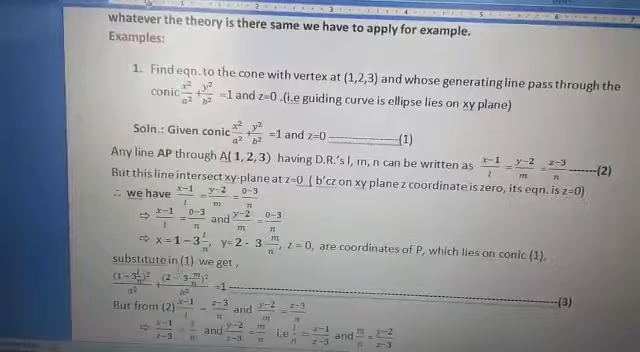 whatever the theory is there same we have to apply for example.
Examples:
1. Find eqn. to the cone with vertex at (1,2,3) and whose generating line pass through the
conic x²/a² + y²/b² =1 and z=0 .(i.e guiding curve is ellipse lies on xy plane)
Soln.: Given conic x²/a² + y²/b² =1 and z=0 ------------(1)
Any line AP through A( 1, 2, 3) having D.R.'s l, m, n can be written as (x−1)/l = (y−2)/m = (z−3)/n -------(2)
But this line intersect xy-plane at z=0 ( b'cz on xy plane z coordinate is zero, its eqn. is z=0)
∴ we have (x−1)/l = (y−2)/m = (0−3)/n
⇒ (x−1)/l = (0−3)/n and (y−2)/m = (0−3)/n
⇒ x = 1 − 3 l/n, y= 2 - 3 m/n, z = 0, are coordinates of P, which lies on conic (1),
substitute in (1) we get ,
(1−3 l/n)²/a² + (2−3 m/n)²/b² =1 ------------(3)
But from (2) (x−1)/l = (z−3)/n and (y−2)/m = (z−3)/n
⇒ (x−1)/(z−3) = l/n and (y−2)/(z−3) = m/n i.e l/n = (x−1)/(z−3) and m/n = (y−2)/(z−3)